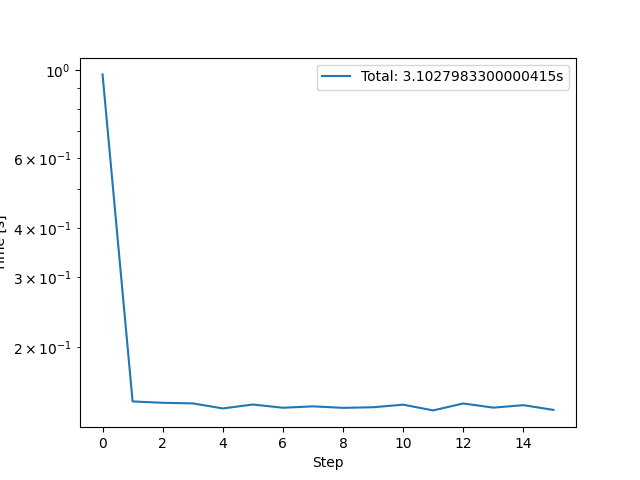 Total: 3.1027983300000415s
10⁰
6 × 10⁻¹
4 × 10⁻¹
3 × 10⁻¹
2 × 10⁻¹
[s]
0 2 4 6 8 10 12 14
Step